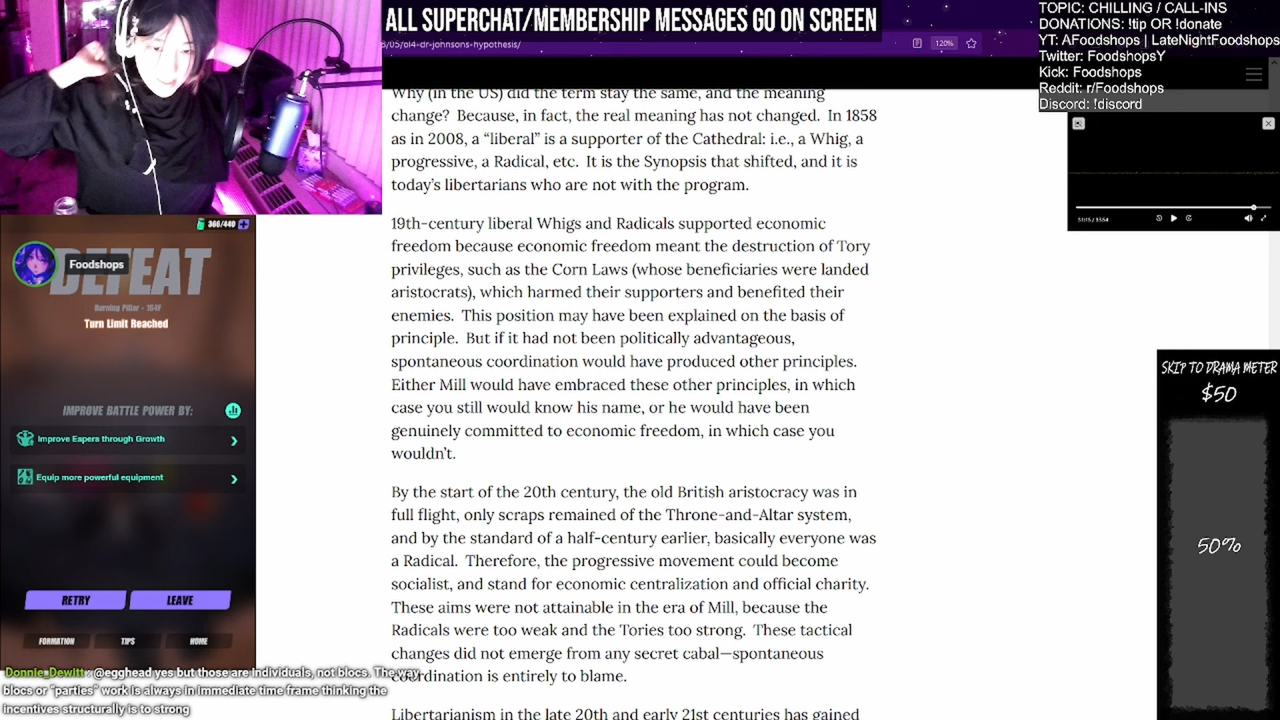 ALL SUPERCHAT/MEMBERSHIP MESSAGES GO ON SCREEN
/05/ol4-dr-johnsons-hypothesis/
120%
TOPIC: CHILLING / CALL-INS
DONATIONS: !tip OR !donate
YT: AFoodshops | LateNightFoodshops
Twitter: FoodshopsY
Kick: Foodshops
Reddit: r/Foodshops
Discord: !discord
Why (in the US) did the term stay the same, and the meaning
change? Because, in fact, the real meaning has not changed. In 1858
as in 2008, a “liberal” is a supporter of the Cathedral: i.e., a Whig, a
progressive, a Radical, etc. It is the Synopsis that shifted, and it is
today’s libertarians who are not with the program.
19th-century liberal Whigs and Radicals supported economic
freedom because economic freedom meant the destruction of Tory
privileges, such as the Corn Laws (whose beneficiaries were landed
aristocrats), which harmed their supporters and benefited their
enemies. This position may have been explained on the basis of
principle. But if it had not been politically advantageous,
spontaneous coordination would have produced other principles.
Either Mill would have embraced these other principles, in which
case you still would know his name, or he would have been
genuinely committed to economic freedom, in which case you
wouldn’t.
By the start of the 20th century, the old British aristocracy was in
full flight, only scraps remained of the Throne-and-Altar system,
and by the standard of a half-century earlier, basically everyone was
a Radical. Therefore, the progressive movement could become
socialist, and stand for economic centralization and official charity.
These aims were not attainable in the era of Mill, because the
Radicals were too weak and the Tories too strong. These tactical
changes did not emerge from any secret cabal—spontaneous
coordination is entirely to blame.
Libertarianism in the late 20th and early 21st centuries has gained
366/440
DEFEAT
Foodshops
Burning Pillar - 164F
Turn Limit Reached
IMPROVE BATTLE POWER BY:
Improve Eapers through Growth
Equip more powerful equipment
RETRY
LEAVE
FORMATION
TIPS
HOME
Donnie Dewitt: @egghead yes but those are individuals, not blocs. The way
blocs or "parties" work is always in immediate time frame thinking the
incentives structurally is to strong
SKIP TO DRAMA METER
$50
50%